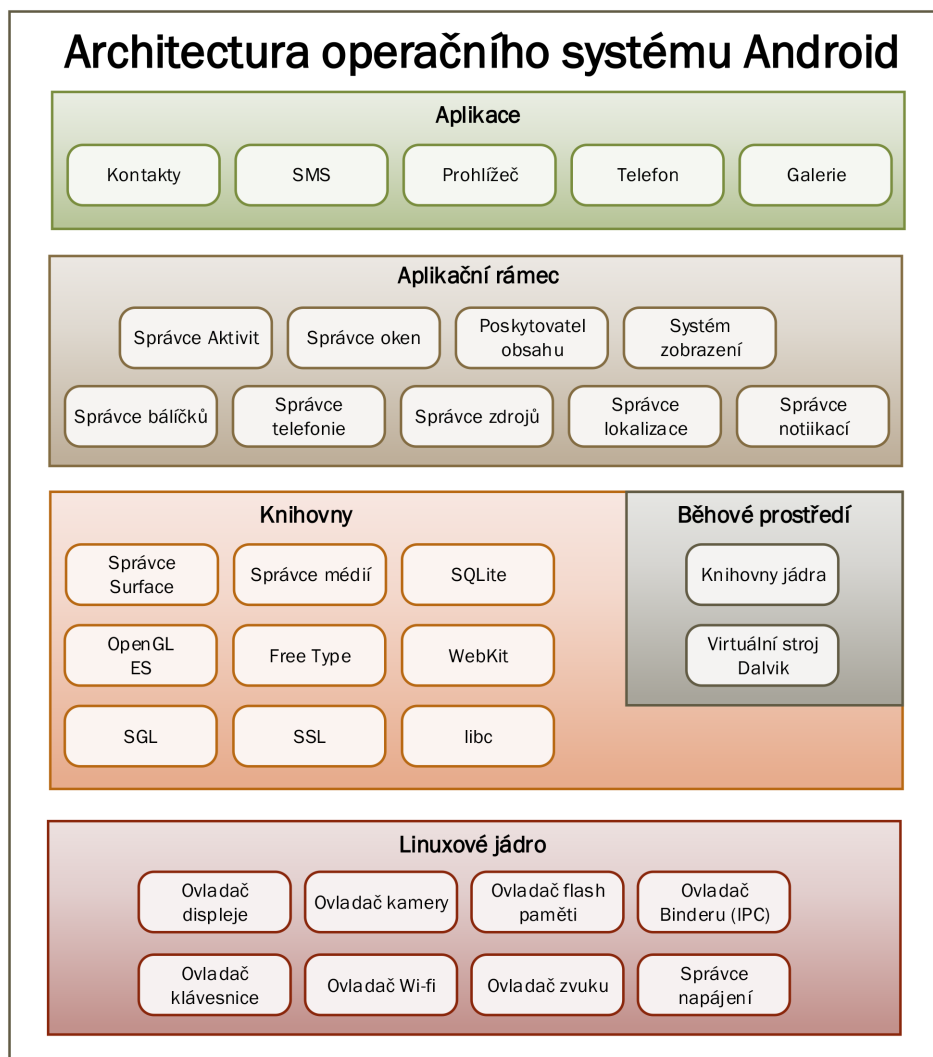 Architectura operačního systému Android
Aplikace
Kontakty
SMS
Prohlížeč
Telefon
Galerie
Aplikační rámec
Správce Aktivit
Správce oken
Poskytovatel
obsahu
Systém
zobrazení
Správce bálíčků
Správce
telefonie
Správce zdrojů
Správce
lokalizace
Správce
notiikací
Knihovny
Správce
Surface
Správce médií
SQLite
OpenGL
ES
Free Type
WebKit
SGL
SSL
libc
Běhové prostředí
Knihovny jádra
Virtuální stroj
Dalvik
Linuxové jádro
Ovladač
displeje
Ovladač kamery
Ovladač flash
paměti
Ovladač
Binderu (IPC)
Ovladač
klávesnice
Ovladač Wi-fi
Ovladač zvuku
Správce
napájení